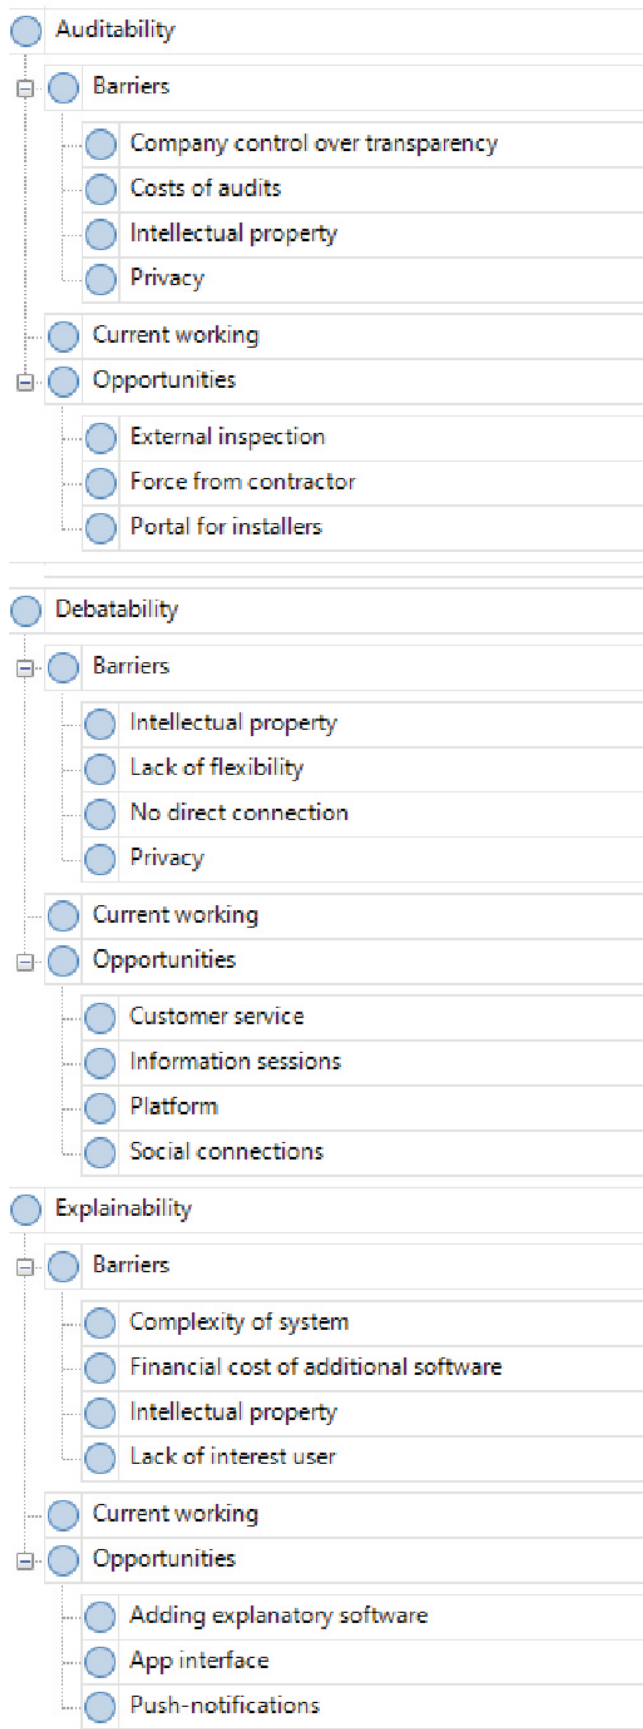 Auditability
Barriers
Company control over transparency
Costs of audits
Intellectual property
Privacy
Current working
Opportunities
External inspection
Force from contractor
Portal for installers
Debatability
Barriers
Intellectual property
Lack of flexibility
No direct connection
Privacy
Current working
Opportunities
Customer service
Information sessions
Platform
Social connections
Explainability
Barriers
Complexity of system
Financial cost of additional software
Intellectual property
Lack of interest user
Current working
Opportunities
Adding explanatory software
App interface
Push-notifications